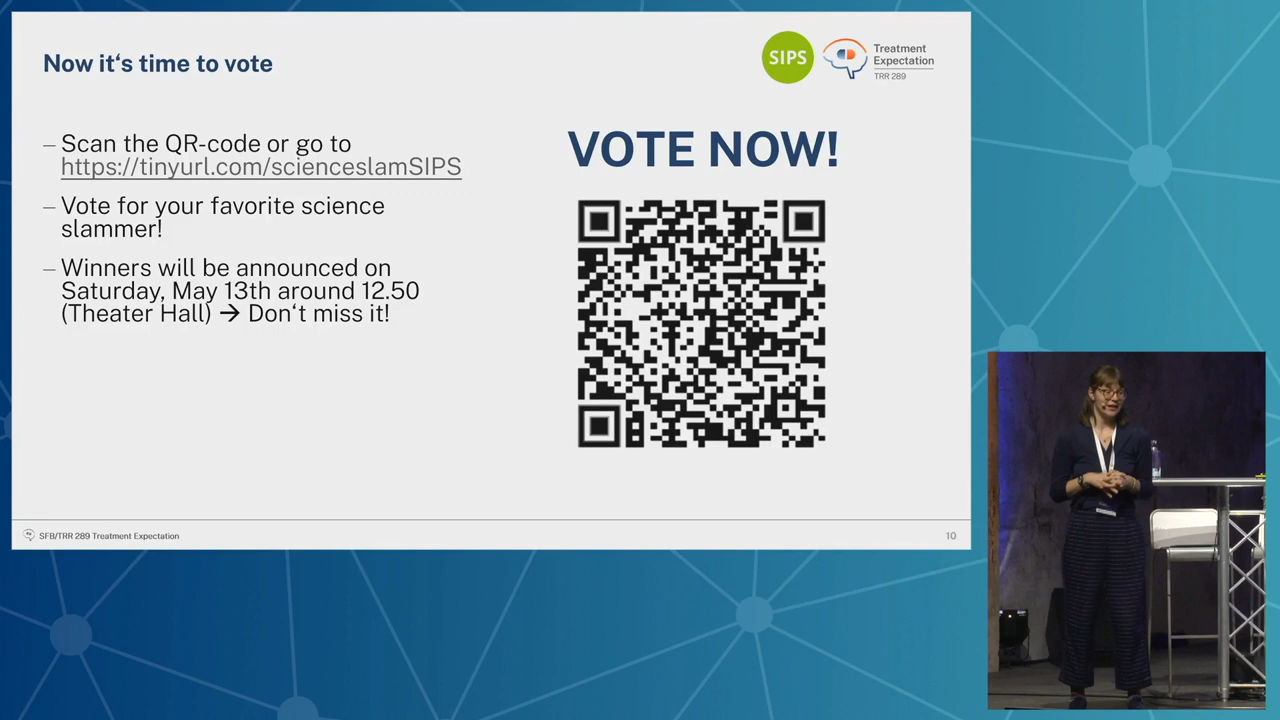 Now it‘s time to vote
SIPS
Treatment
Expectation
TRR 289
– Scan the QR-code or go to
https://tinyurl.com/scienceslamSIPS
– Vote for your favorite science
slammer!
– Winners will be announced on
Saturday, May 13th around 12.50
(Theater Hall) → Don‘t miss it!
VOTE NOW!
SFB/TRR 289 Treatment Expectation
10